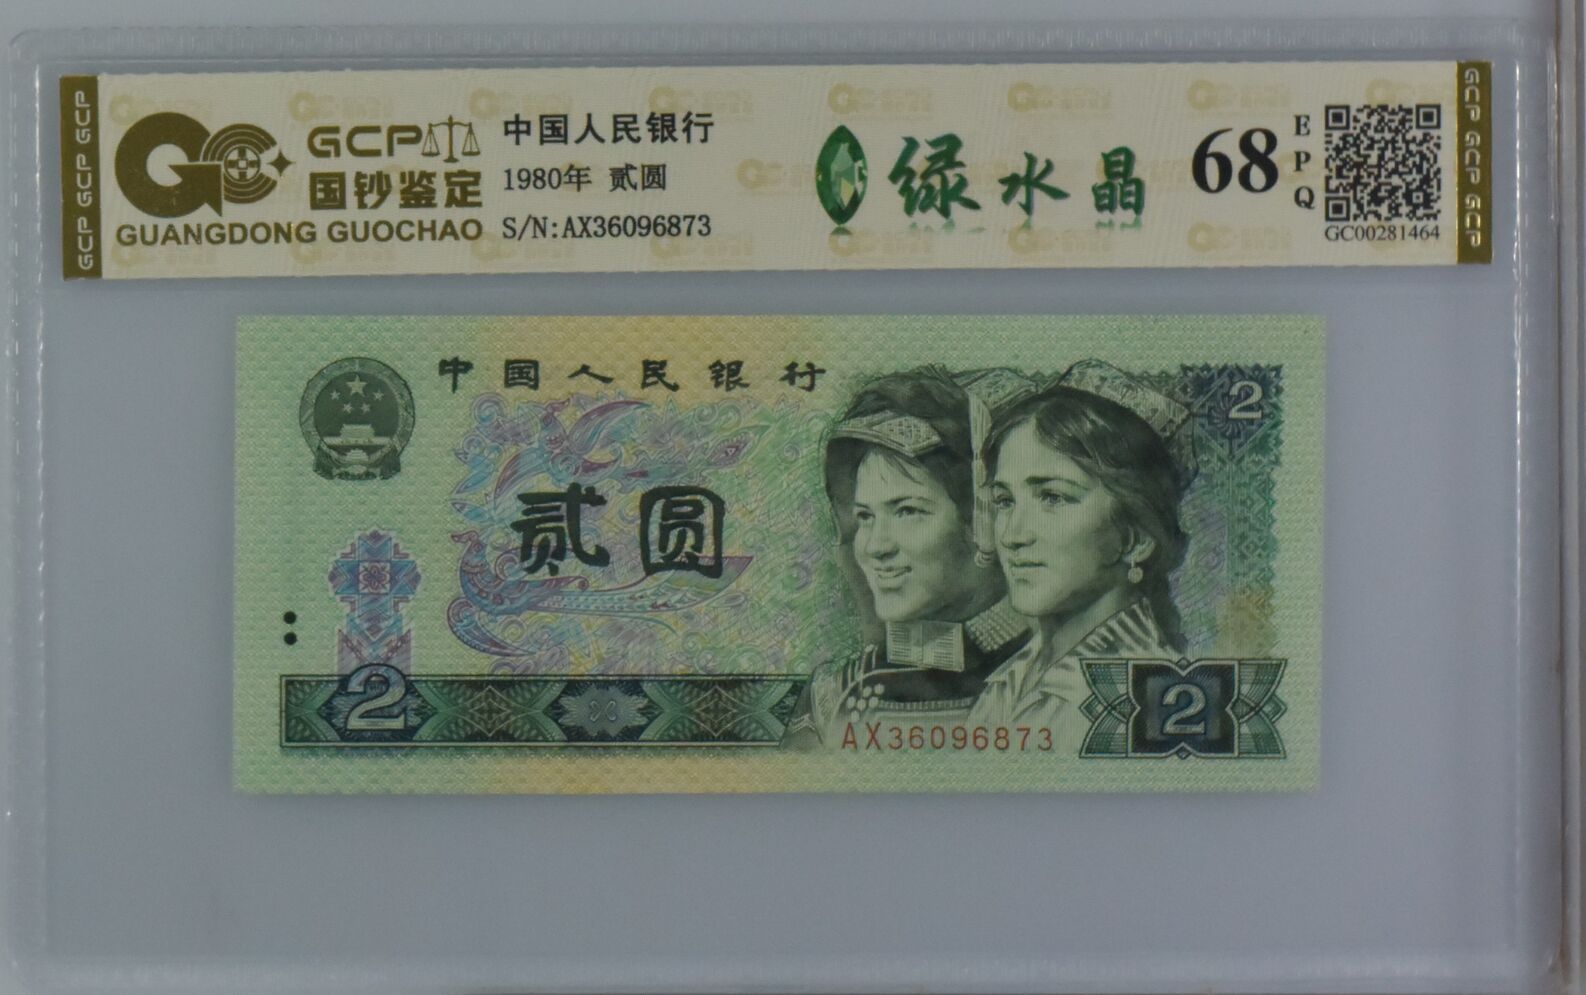 GCP GCP GCP
GCP
国钞鉴定
GUANGDONG GUOCHAO
中国人民银行
1980年 贰圆
S/N:AX36096873
绿水晶
68
EPQ
GC00281464
GCP GCP GCP
中国人民银行
2
贰圆
2
AX36096873
2